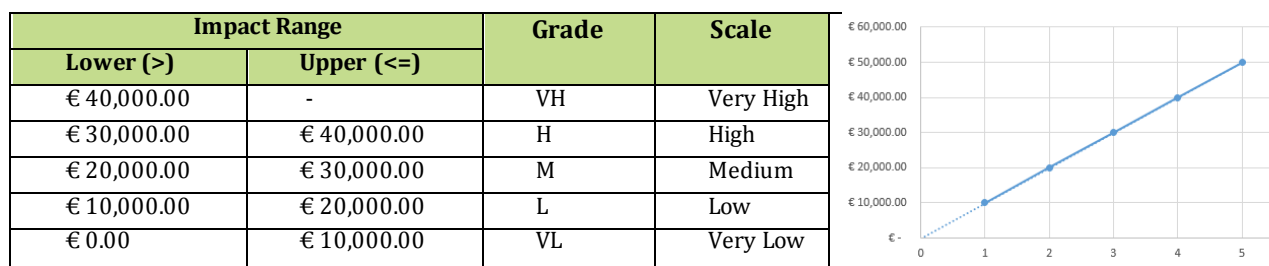 Impact Range Grade Scale
Lower (>) Upper (<=)
€ 40,000.00 - VH Very High
€ 30,000.00 € 40,000.00 H High
€ 20,000.00 € 30,000.00 M Medium
€ 10,000.00 € 20,000.00 L Low
€ 0.00 € 10,000.00 VL Very Low
€ 60,000.00
€ 50,000.00
€ 40,000.00
€ 30,000.00
€ 20,000.00
€ 10,000.00
€ -
0 1 2 3 4 5